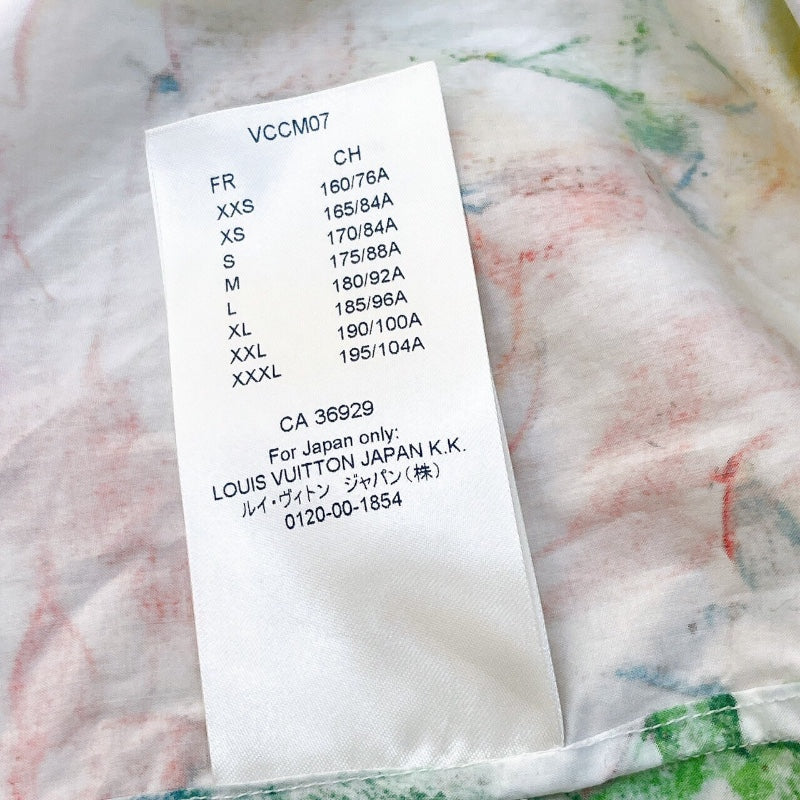 VCCM07
FR CH
XXS 160/76A
XS 165/84A
S 170/84A
M 175/88A
L 180/92A
XL 185/96A
XXL 190/100A
XXXL 195/104A
CA 36929
For Japan only:
LOUIS VUITTON JAPAN K.K.
ルイ・ヴィトン ジャパン(株)
0120-00-1854